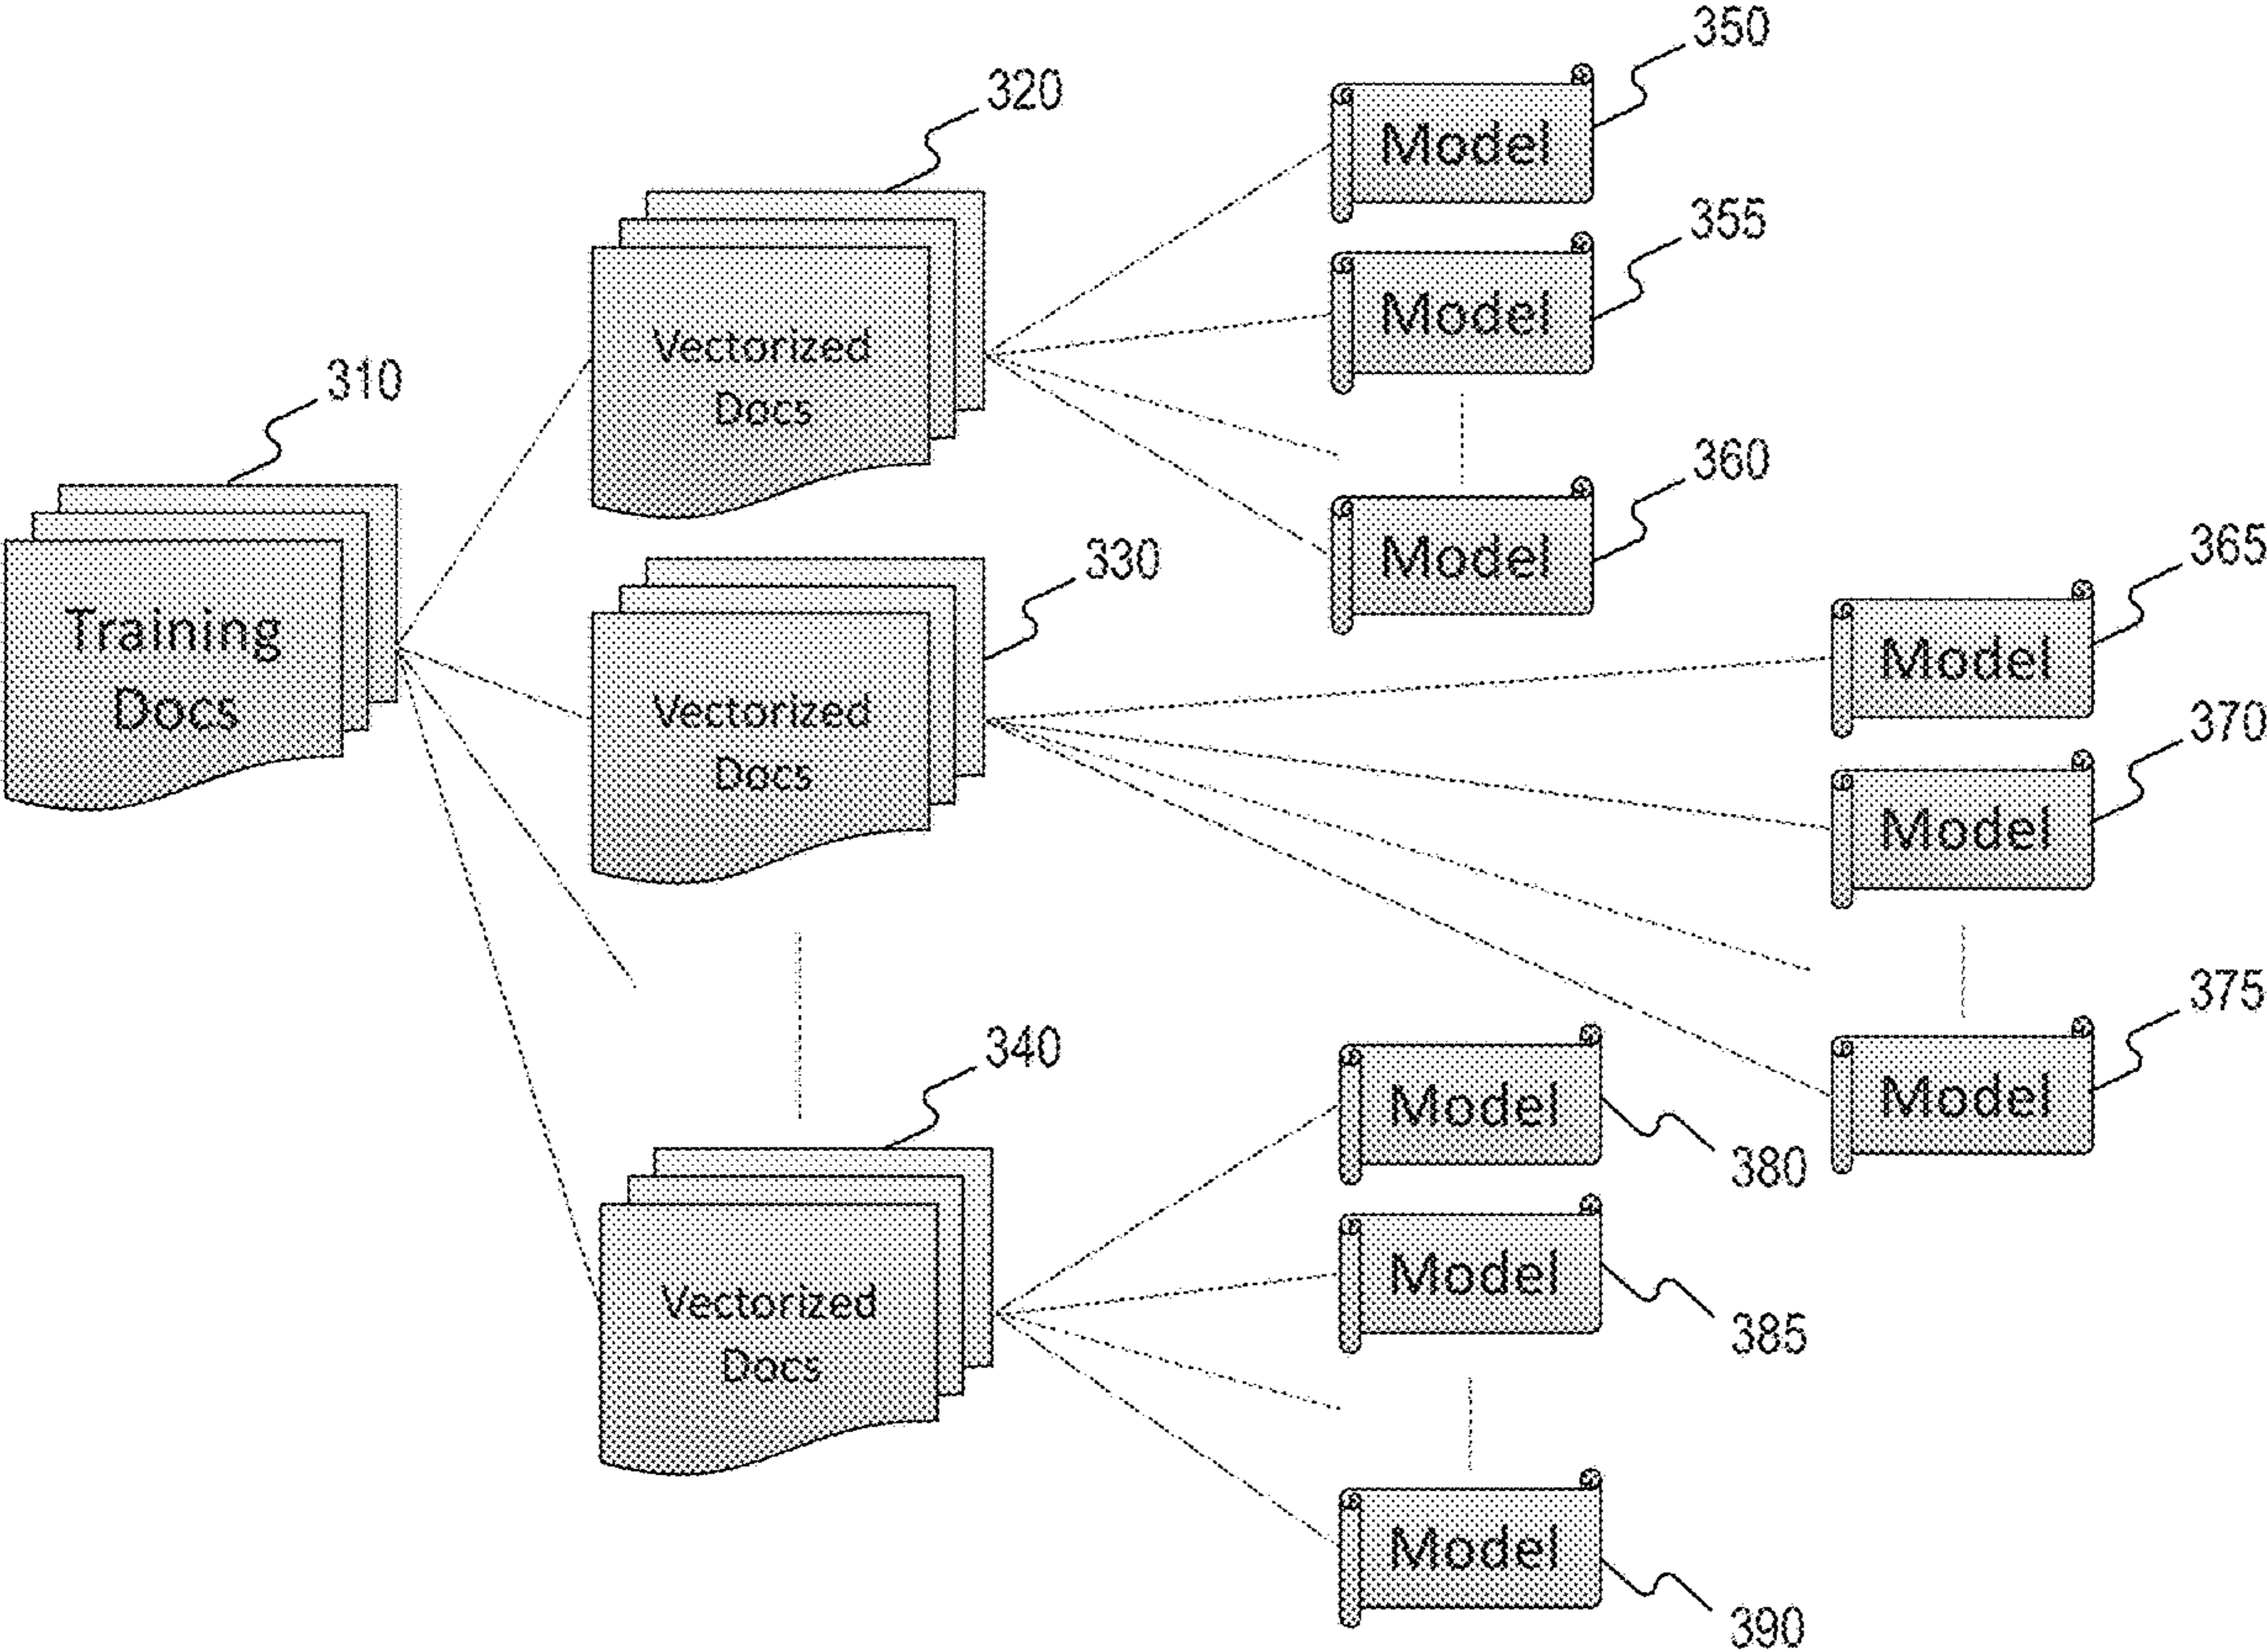 350
320
Model
355
Model
Vectorized
Docs
310
360
Model
330
365
Training
Docs
Model
Vectorized
Docs
370
Model
375
340
Model
Model
380
Vectorized
Docs
Model
385
Model
390